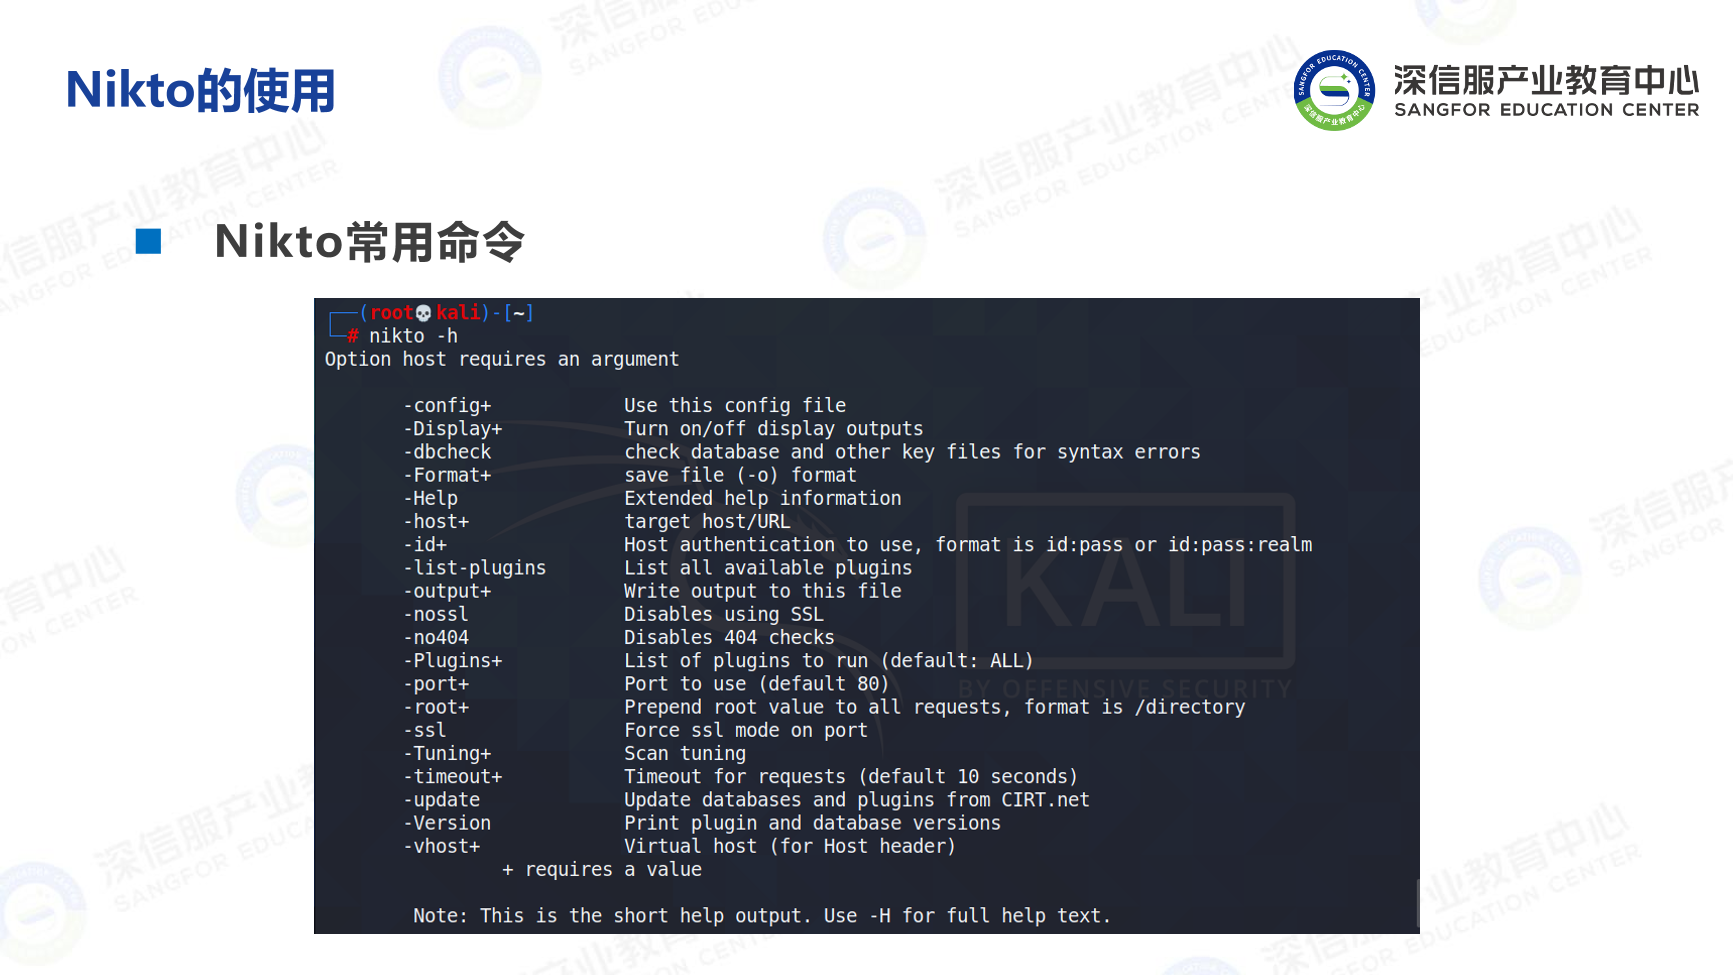 Nikto的使用
深信服产业教育中心
SANGFOR EDUCATION CENTER
Nikto常用命令
(root💀kali)-[~]
# nikto -h
Option host requires an argument
-config+ Use this config file
-Display+ Turn on/off display outputs
-dbcheck check database and other key files for syntax errors
-Format+ save file (-o) format
-Help Extended help information
-host+ target host/URL
-id+ Host authentication to use, format is id:pass or id:pass:realm
-list-plugins List all available plugins
-output+ Write output to this file
-nossl Disables using SSL
-no404 Disables 404 checks
-Plugins+ List of plugins to run (default: ALL)
-port+ Port to use (default 80)
-root+ Prepend root value to all requests, format is /directory
-ssl Force ssl mode on port
-Tuning+ Scan tuning
-timeout+ Timeout for requests (default 10 seconds)
-update Update databases and plugins from CIRT.net
-Version Print plugin and database versions
-vhost+ Virtual host (for Host header)
+ requires a value
Note: This is the short help output. Use -H for full help text.
KALI
BY OFFENSIVE SECURITY